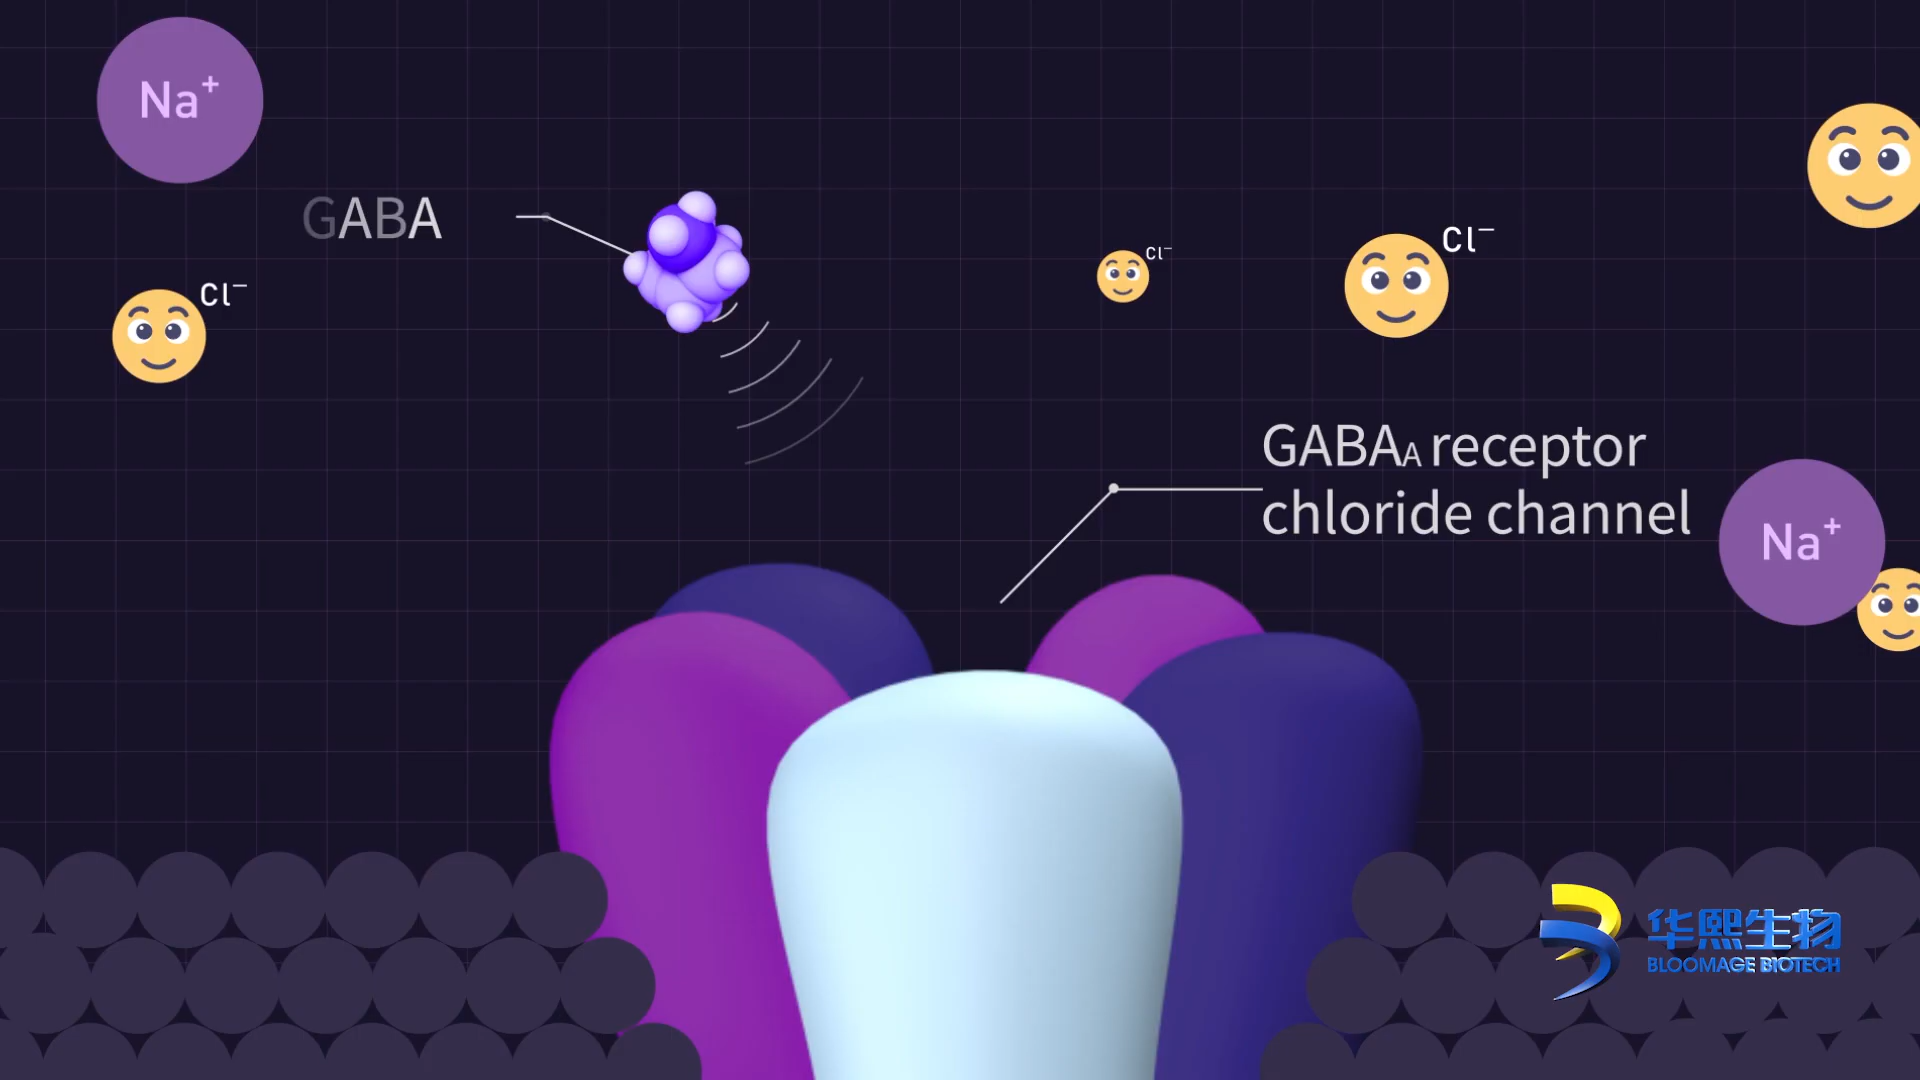 Na⁺
GABA
Cl⁻
Cl⁻
Cl⁻
GABAA receptor
chloride channel
Na⁺
华熙生物
BLOOMAGE BIOTECH